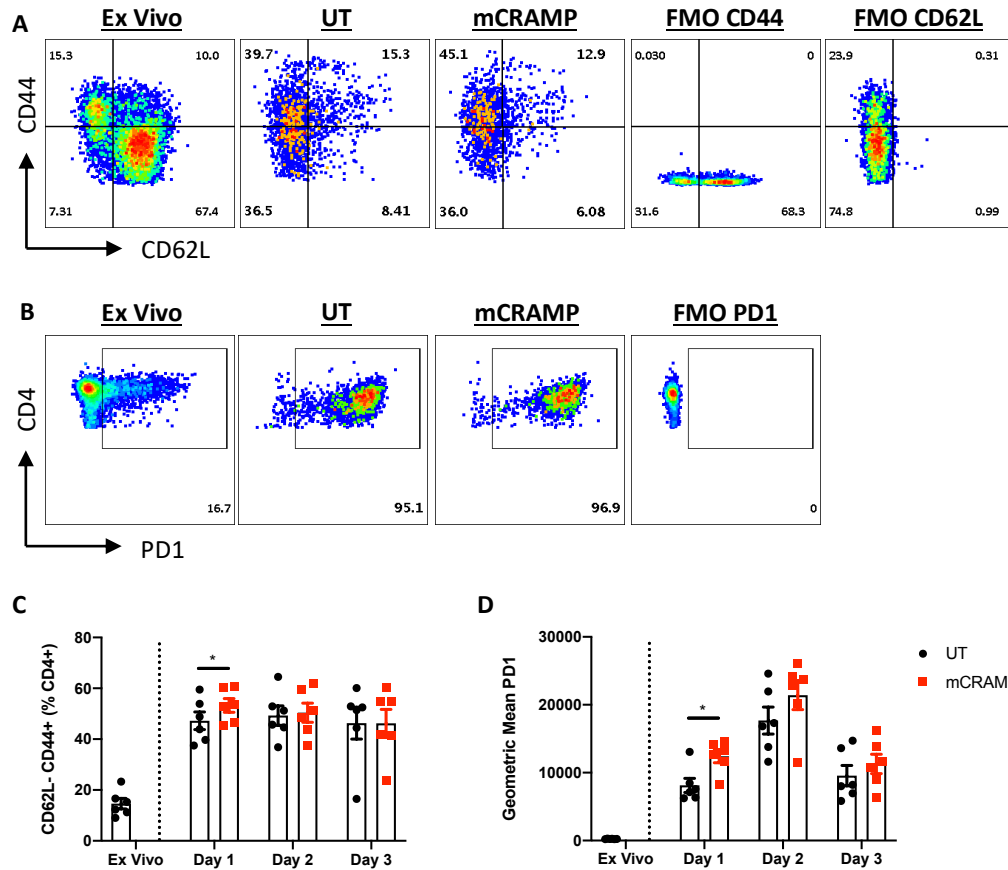 A
Ex Vivo UT mCRAMP FMO CD44 FMO CD62L
15.3 10.0 39.7 15.3 45.1 12.9 0.030 0 23.9 0.31
CD44
7.31 67.4 36.5 8.41 36.0 6.08 31.6 68.3 74.8 0.99
CD62L
B
Ex Vivo UT mCRAMP FMO PD1
CD4
16.7 95.1 96.9 0
PD1
C
CD62L- CD44+ (% CD4+)
80
60
40
20
0
*
Ex Vivo Day 1 Day 2 Day 3
D
Geometric Mean PD1
30000
20000
10000
0
*
Ex Vivo Day 1 Day 2 Day 3
UT
mCRAM